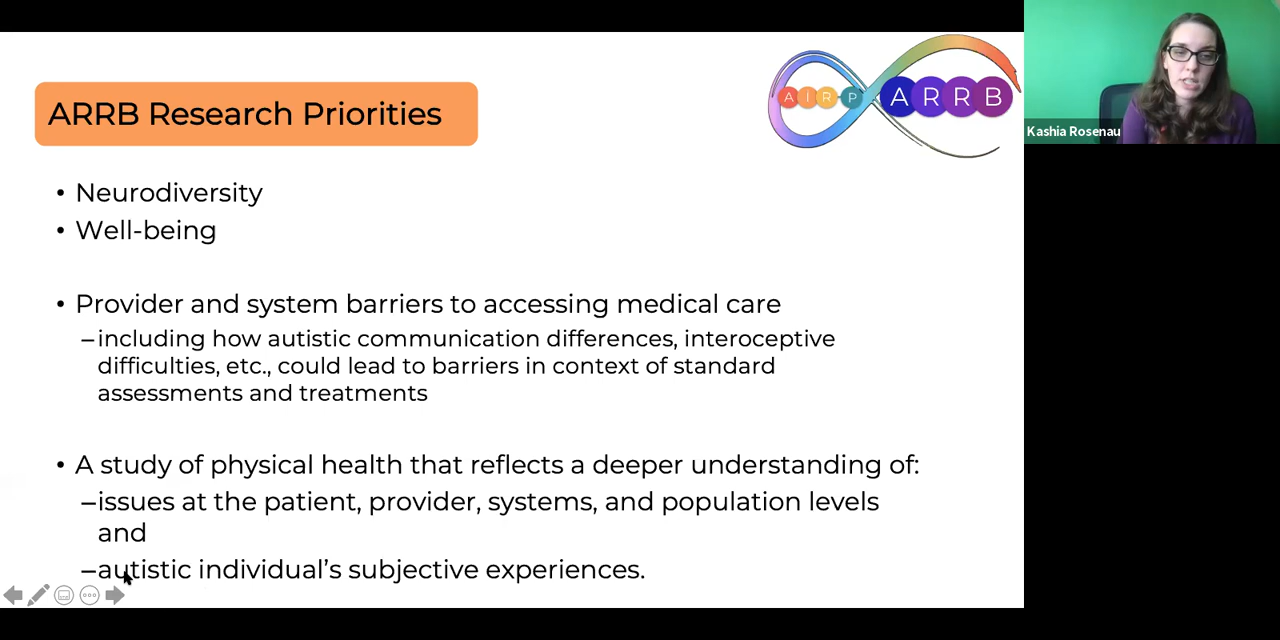 ARRB Research Priorities
AIRP ARRB
Kashia Rosenau
• Neurodiversity
• Well-being
• Provider and system barriers to accessing medical care
–including how autistic communication differences, interoceptive
difficulties, etc., could lead to barriers in context of standard
assessments and treatments
• A study of physical health that reflects a deeper understanding of:
–issues at the patient, provider, systems, and population levels
and
–autistic individual’s subjective experiences.